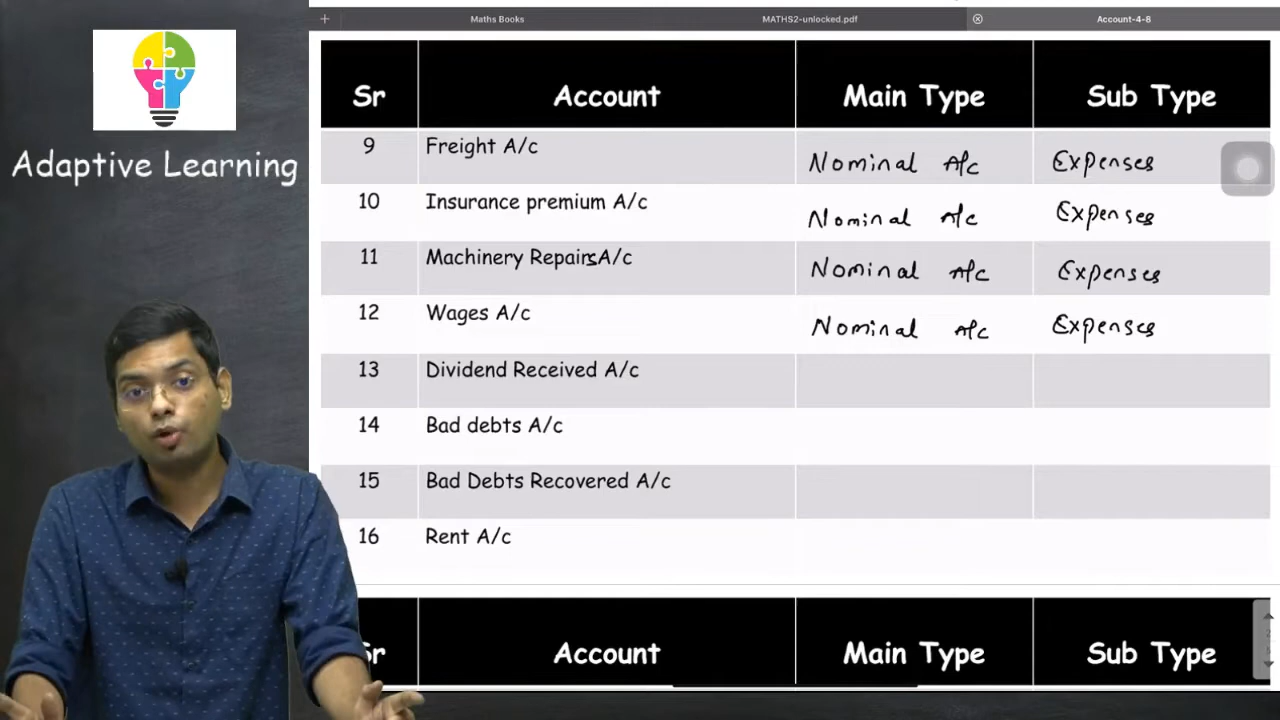 + Maths Books MATHS2-unlocked.pdf Account-4-8
Adaptive Learning
Sr Account Main Type Sub Type
9 Freight A/c Nominal A/c Expenses
10 Insurance premium A/c Nominal A/c Expenses
11 Machinery Repairs A/c Nominal A/c Expenses
12 Wages A/c Nominal A/c Expenses
13 Dividend Received A/c
14 Bad debts A/c
15 Bad Debts Recovered A/c
16 Rent A/c
Sr Account Main Type Sub Type